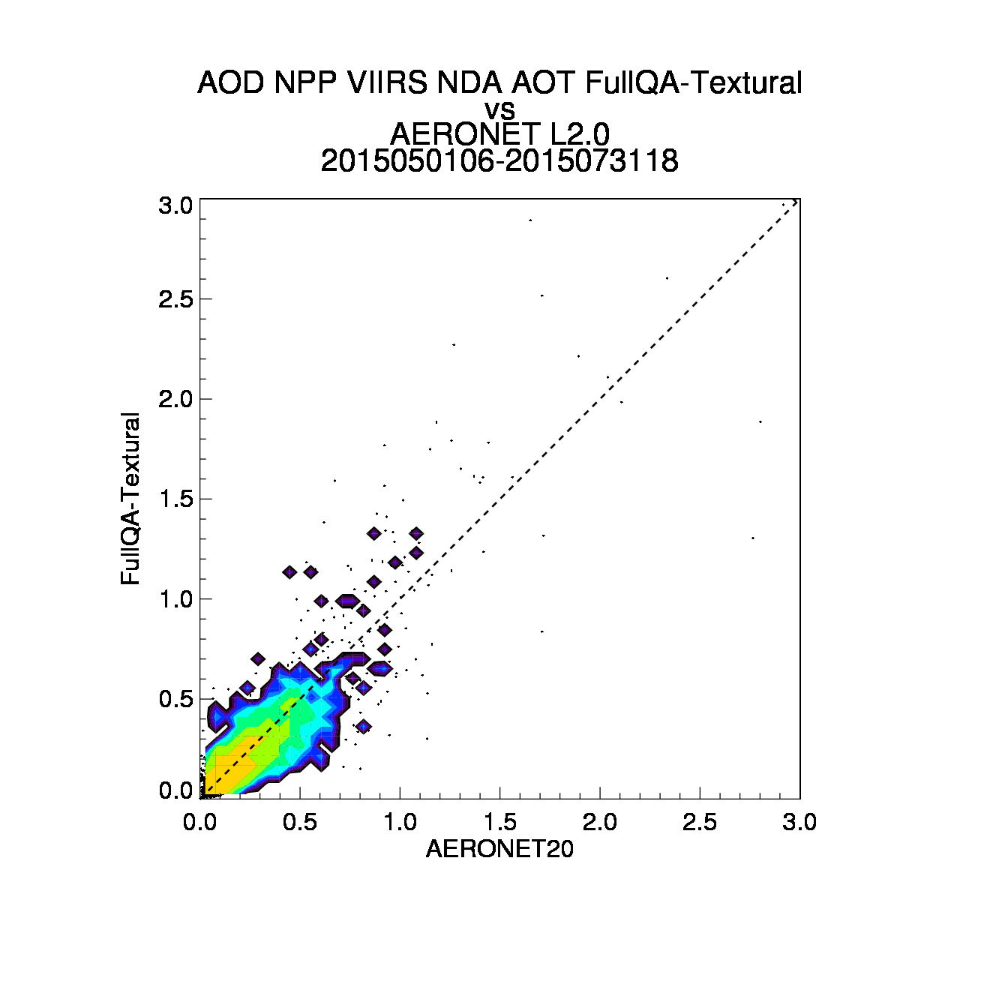 AOD NPP VIIRS NDA AOT FullQA-Textural
vs
AERONET L2.0
2015050106-2015073118
3.0
2.5
2.0
1.5
1.0
0.5
0.0
FullQA-Textural
0.0 0.5 1.0 1.5 2.0 2.5 3.0
AERONET20